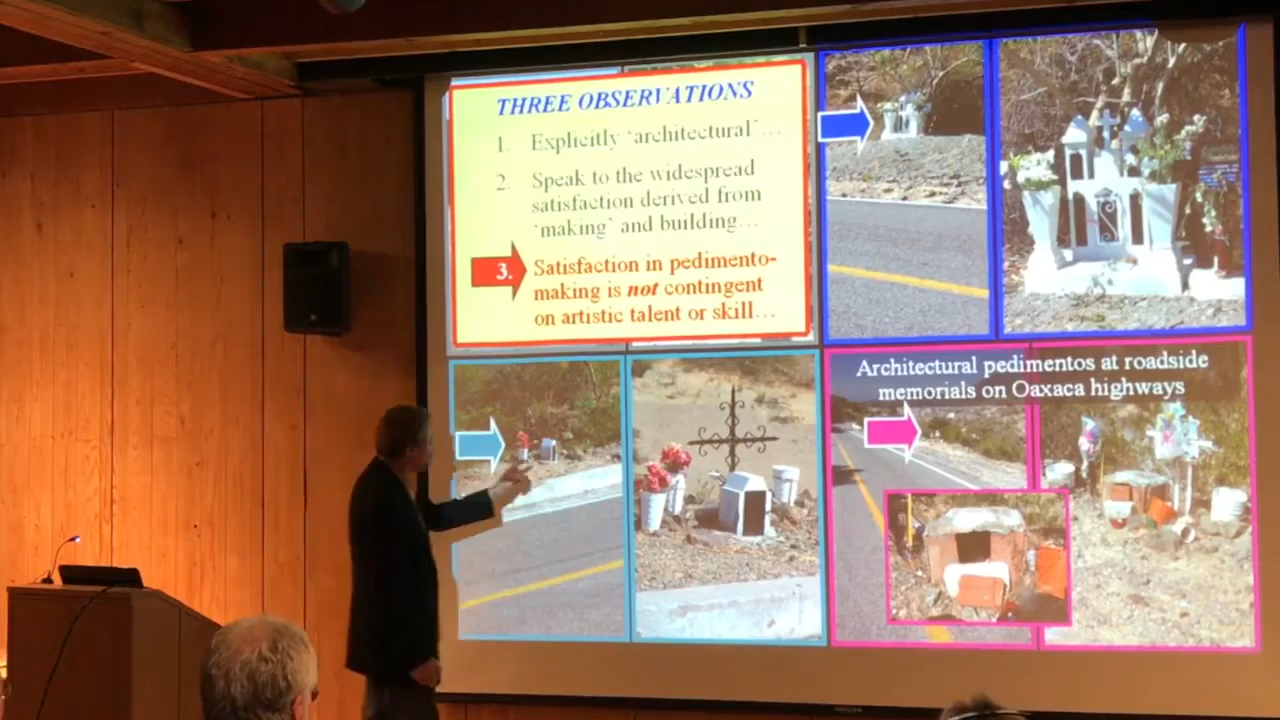 THREE OBSERVATIONS
1. Explicitly ‘architectural’…
2. Speak to the widespread
satisfaction derived from
‘making’ and building…
3. Satisfaction in pedimento-
making is not contingent
on artistic talent or skill…
Architectural pedimentos at roadside
memorials on Oaxaca highways